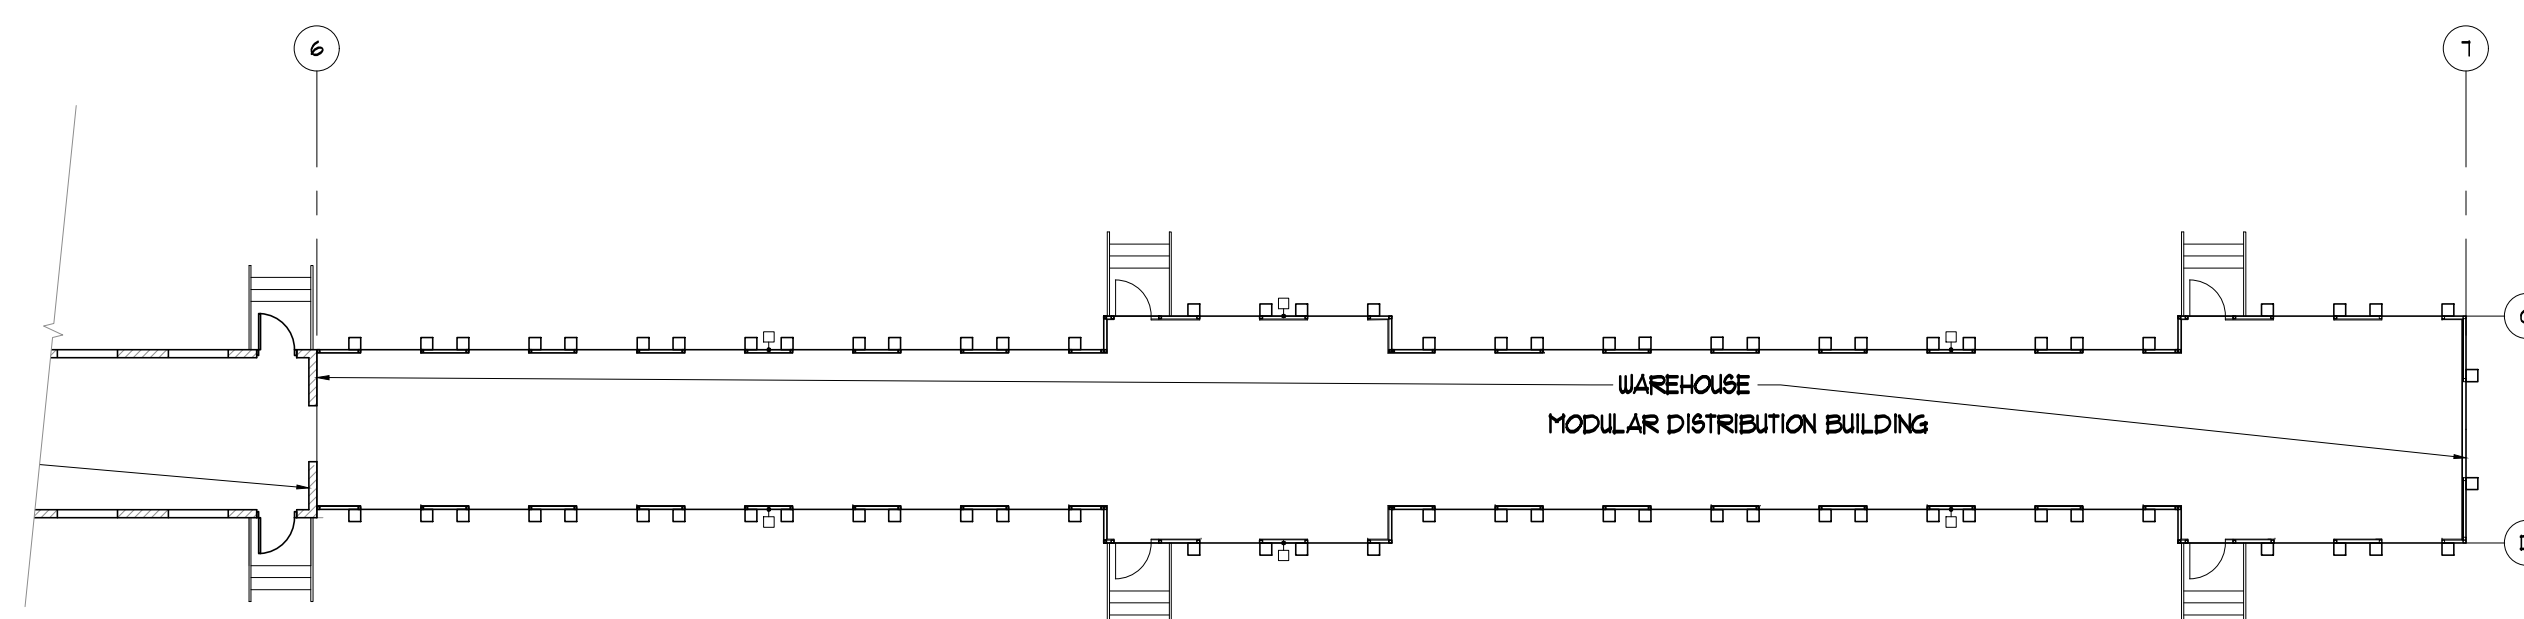 6
7
WAREHOUSE
MODULAR DISTRIBUTION BUILDING